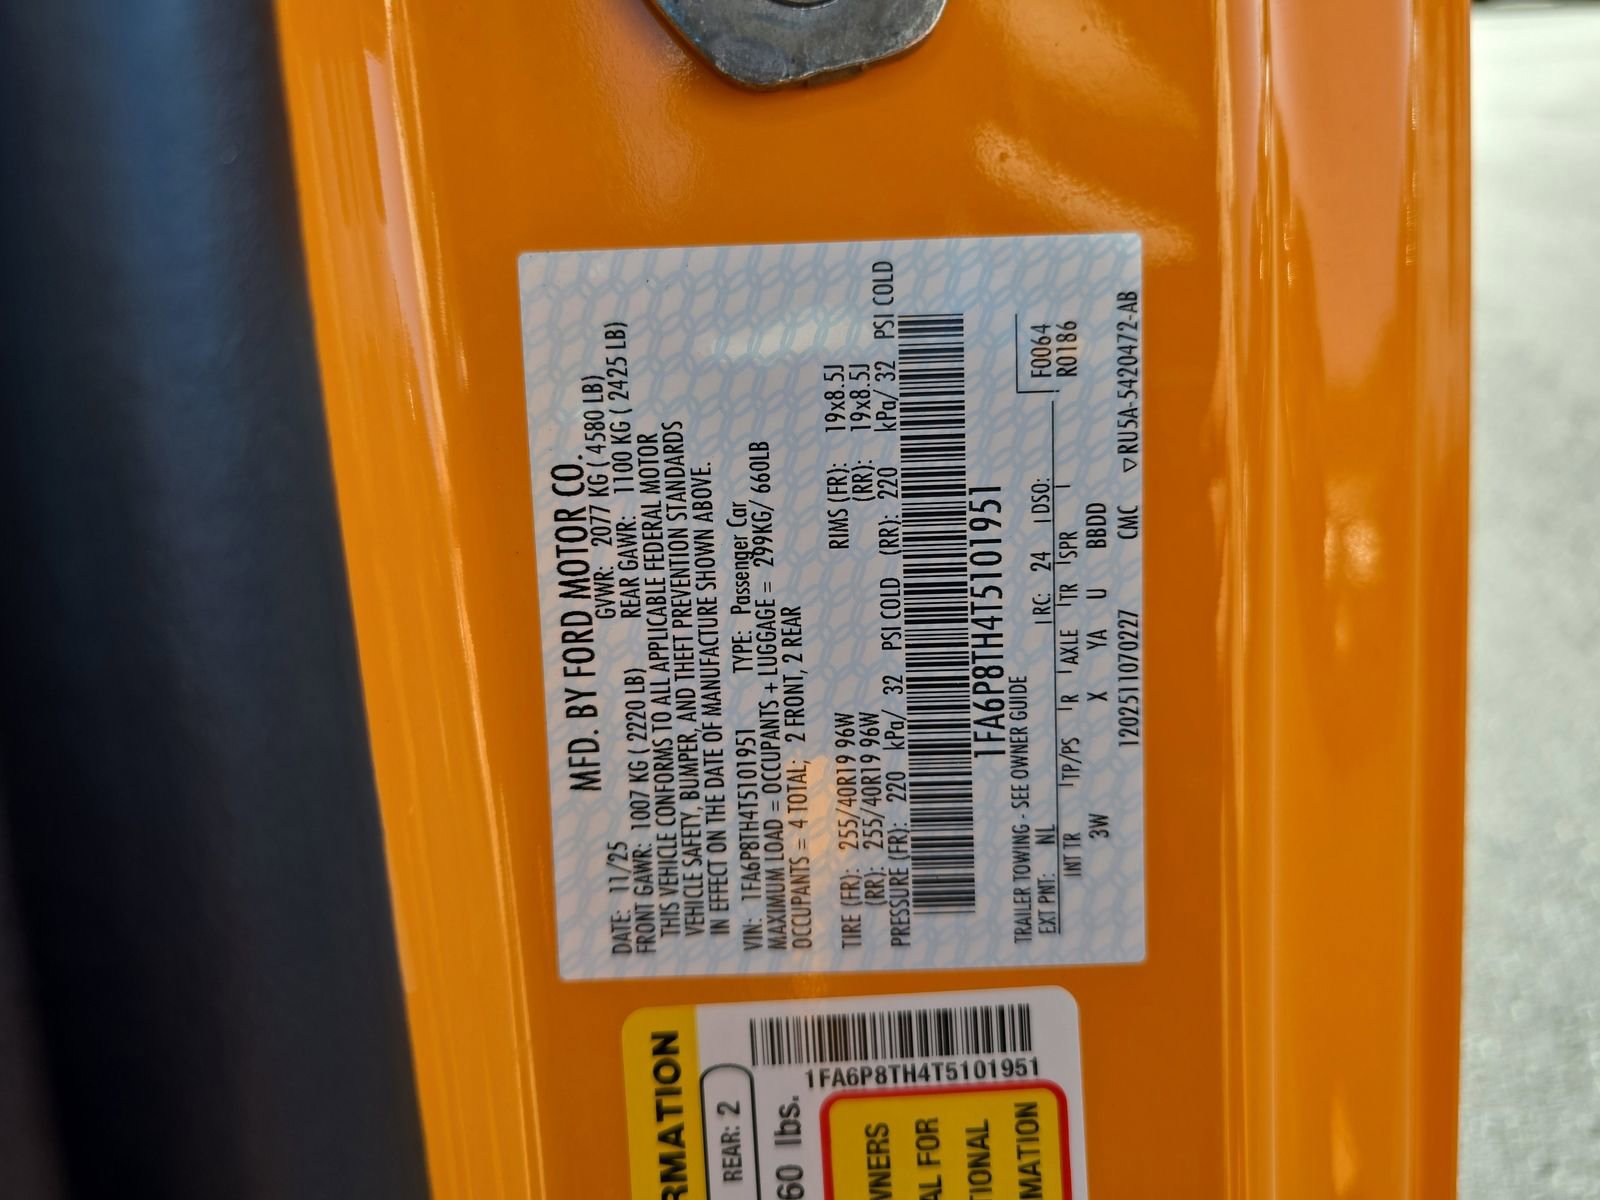 MFD. BY FORD MOTOR CO.
DATE: 11/25 GVWR: 2077 KG ( 4580 LB)
FRONT GAWR: 1007 KG ( 2220 LB) REAR GAWR: 1100 KG ( 2425 LB)
THIS VEHICLE CONFORMS TO ALL APPLICABLE FEDERAL MOTOR
VEHICLE SAFETY, BUMPER, AND THEFT PREVENTION STANDARDS
IN EFFECT ON THE DATE OF MANUFACTURE SHOWN ABOVE.
VIN: 1FA6P8TH4T5101951 TYPE: Passenger Car
MAXIMUM LOAD = OCCUPANTS + LUGGAGE = 299KG/ 660LB
OCCUPANTS = 4 TOTAL; 2 FRONT, 2 REAR
TIRE (FR): 255/40R19 96W RIMS (FR): 19x8.5J
(RR): 255/40R19 96W (RR): 19x8.5J
PRESSURE (FR): 220 kPa/ 32 PSI COLD (RR): 220 kPa/ 32 PSI COLD
1FA6P8TH4T5101951
TRAILER TOWING - SEE OWNER GUIDE F0064
EXT PNT: NL RC: 24 DSO: R0186
INT TR TP/PS R AXLE TR SPR
3W X YA U BBDD
1202511070227 CMC ▽RU5A-5420472-AB
RMATION
REAR: 2
1FA6P8TH4T5101951
60 lbs.
WNERS
AL FOR
TIONAL
MATION